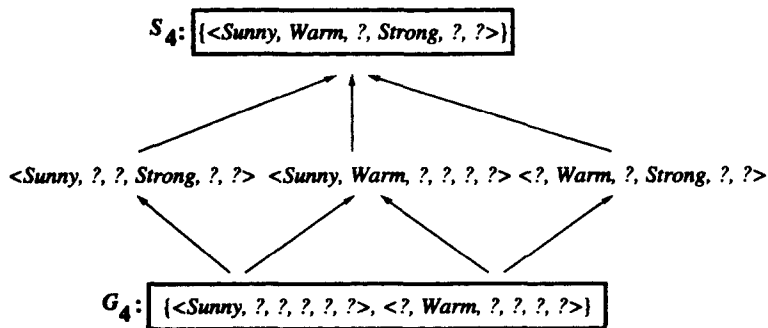 S4: {<Sunny, Warm, ?, Strong, ?, ?>}
<Sunny, ?, ?, Strong, ?, ?> <Sunny, Warm, ?, ?, ?, ?> <?, Warm, ?, Strong, ?, ?>
G4: {<Sunny, ?, ?, ?, ?, ?>, <?, Warm, ?, ?, ?, ?>}